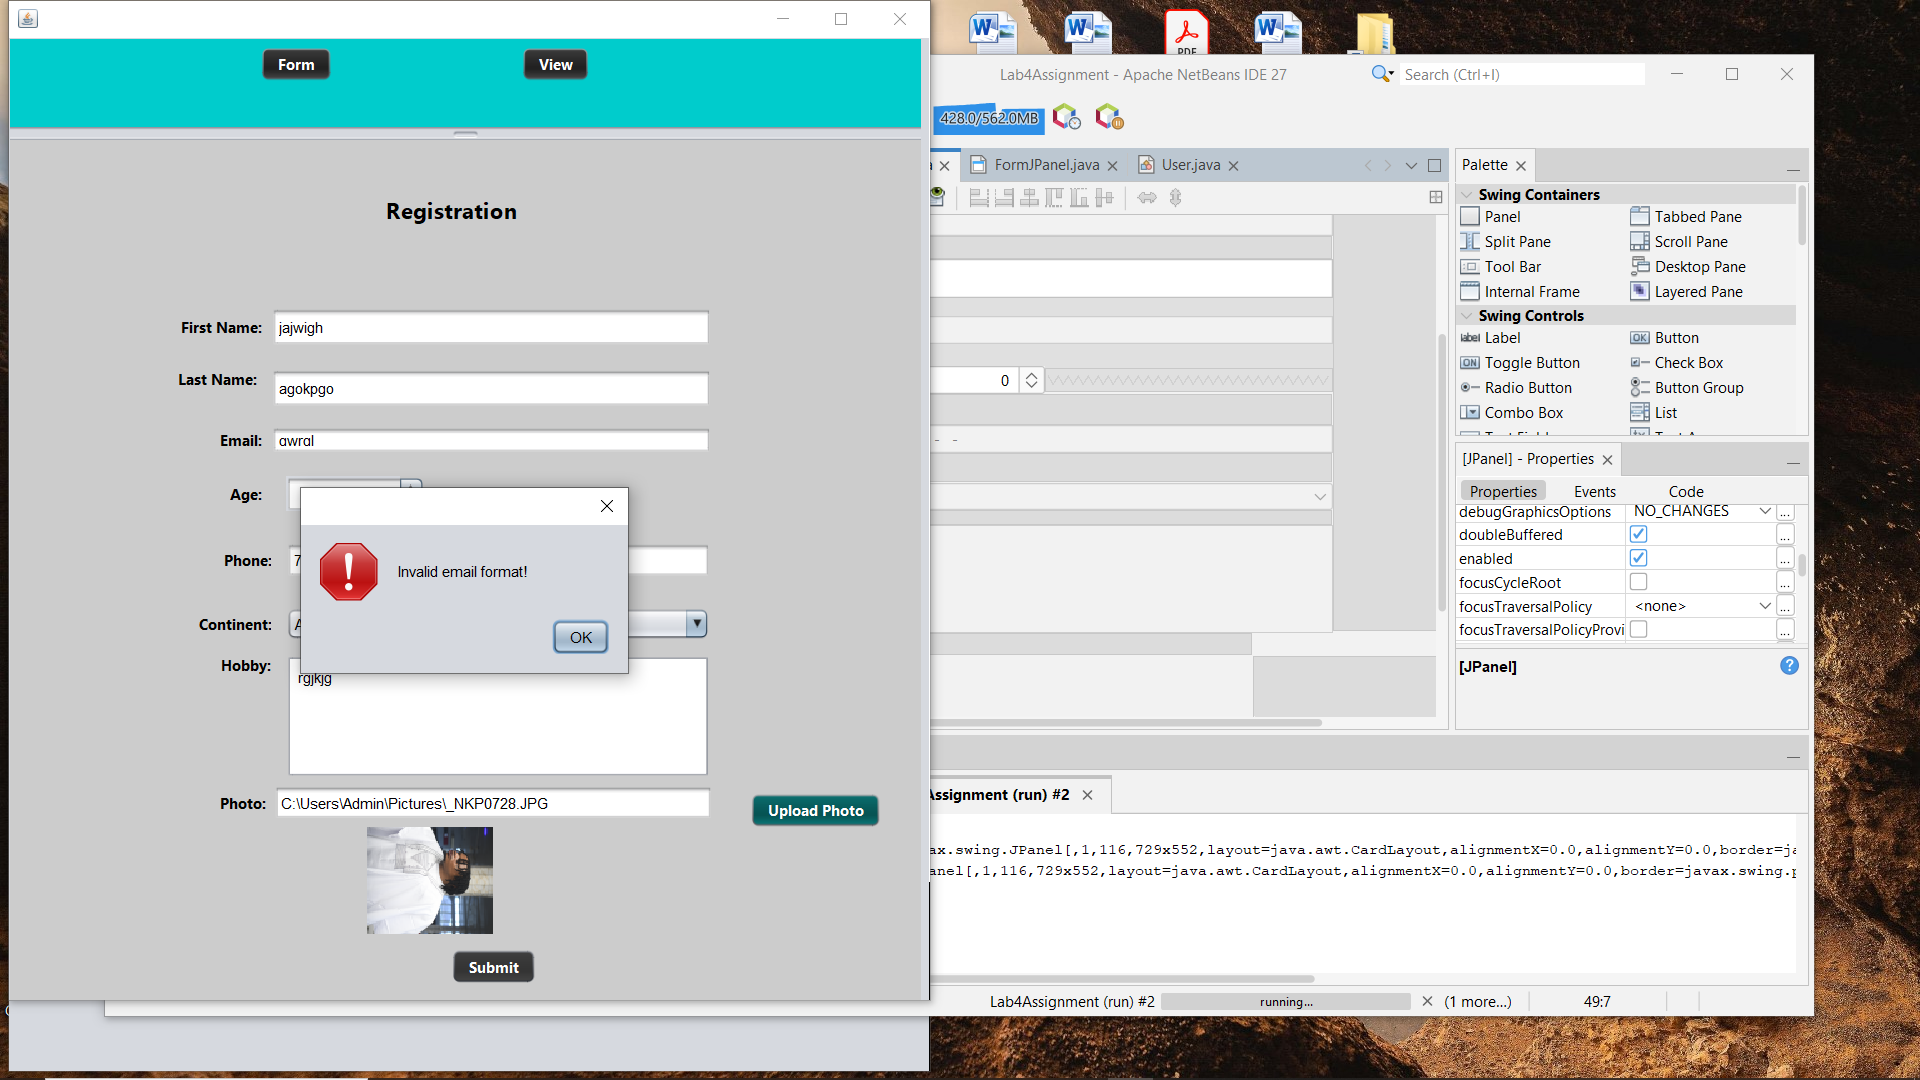 Form
View
Registration
First Name:
jajwigh
Last Name:
agokpgo
Email:
awral
Age:
Phone:
7
Invalid email format!
OK
Continent:
A
Hobby:
rgjkjg
Photo:
C:\Users\Admin\Pictures\_NKP0728.JPG
Upload Photo
Submit
PDF
Lab4Assignment - Apache NetBeans IDE 27
Search (Ctrl+I)
428.0/562.0MB
FormJPanel.java
User.java
0
- -
Palette
Swing Containers
Panel
Tabbed Pane
Split Pane
Scroll Pane
Tool Bar
Desktop Pane
Internal Frame
Layered Pane
Swing Controls
label Label
OK Button
ON Toggle Button
Check Box
Radio Button
Button Group
Combo Box
List
[JPanel] - Properties
Properties
Events
Code
debugGraphicsOptions
NO_CHANGES
...
doubleBuffered
...
enabled
...
focusCycleRoot
...
focusTraversalPolicy
<none>
...
focusTraversalPolicyProvi
...
[JPanel]
?
Assignment (run) #2
ax.swing.JPanel[,1,116,729x552,layout=java.awt.CardLayout,alignmentX=0.0,alignmentY=0.0,border=ja
anel[,1,116,729x552,layout=java.awt.CardLayout,alignmentX=0.0,alignmentY=0.0,border=javax.swing.p
Lab4Assignment (run) #2
running...
(1 more...)
49:7